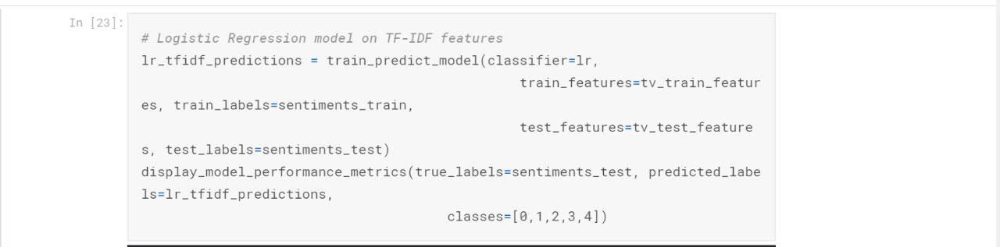 In [23]:
# Logistic Regression model on TF-IDF features
lr_tfidf_predictions = train_predict_model(classifier=lr,
train_features=tv_train_featur
es, train_labels=sentiments_train,
test_features=tv_test_feature
s, test_labels=sentiments_test)
display_model_performance_metrics(true_labels=sentiments_test, predicted_labe
ls=lr_tfidf_predictions,
classes=[0,1,2,3,4])